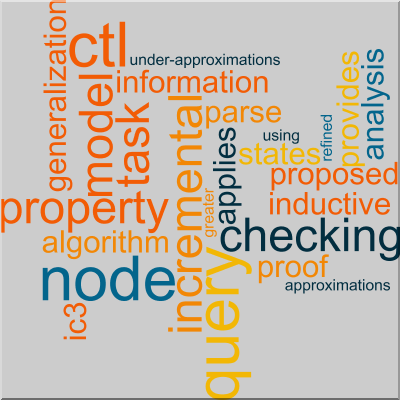 generalization
ctl
under-approximations
model
task
information
parse
incremental
using
refined
provides
analysis
applies
states
greater
proposed
property
inductive
algorithm
checking
node
query
proof
approximations
ic3